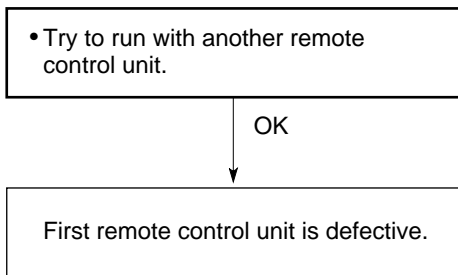 • Try to run with another remote
control unit.
OK
First remote control unit is defective.